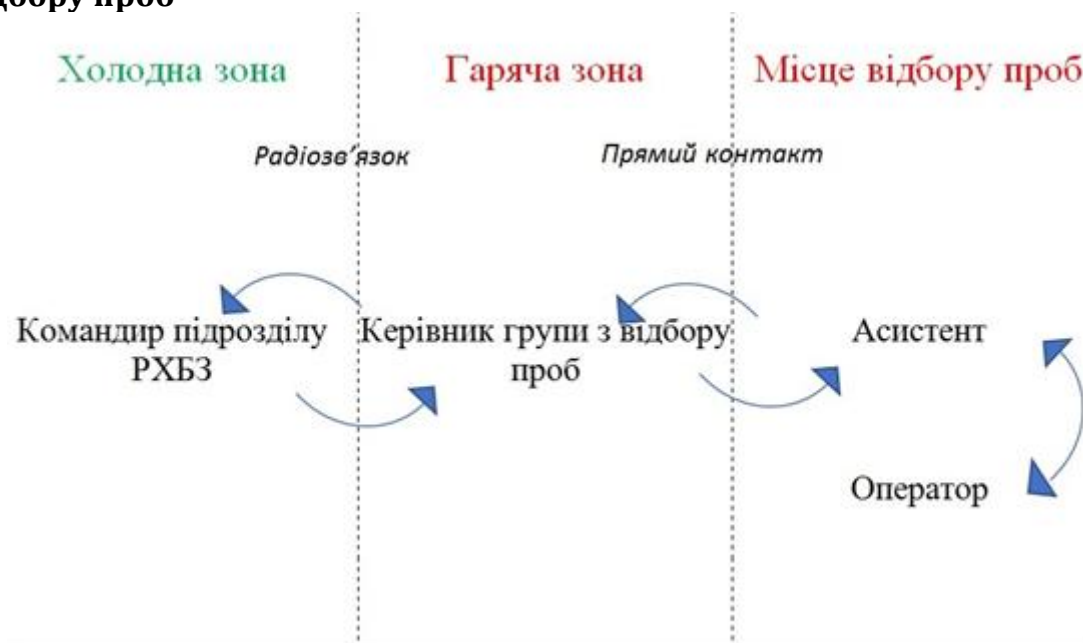 проб
Холодна зона
Гаряча зона
Місце відбору проб
Радіозв'язок
Прямий контакт
Командир підрозділу
РХБЗ
Керівник групи з відбору
проб
Асистент
Оператор